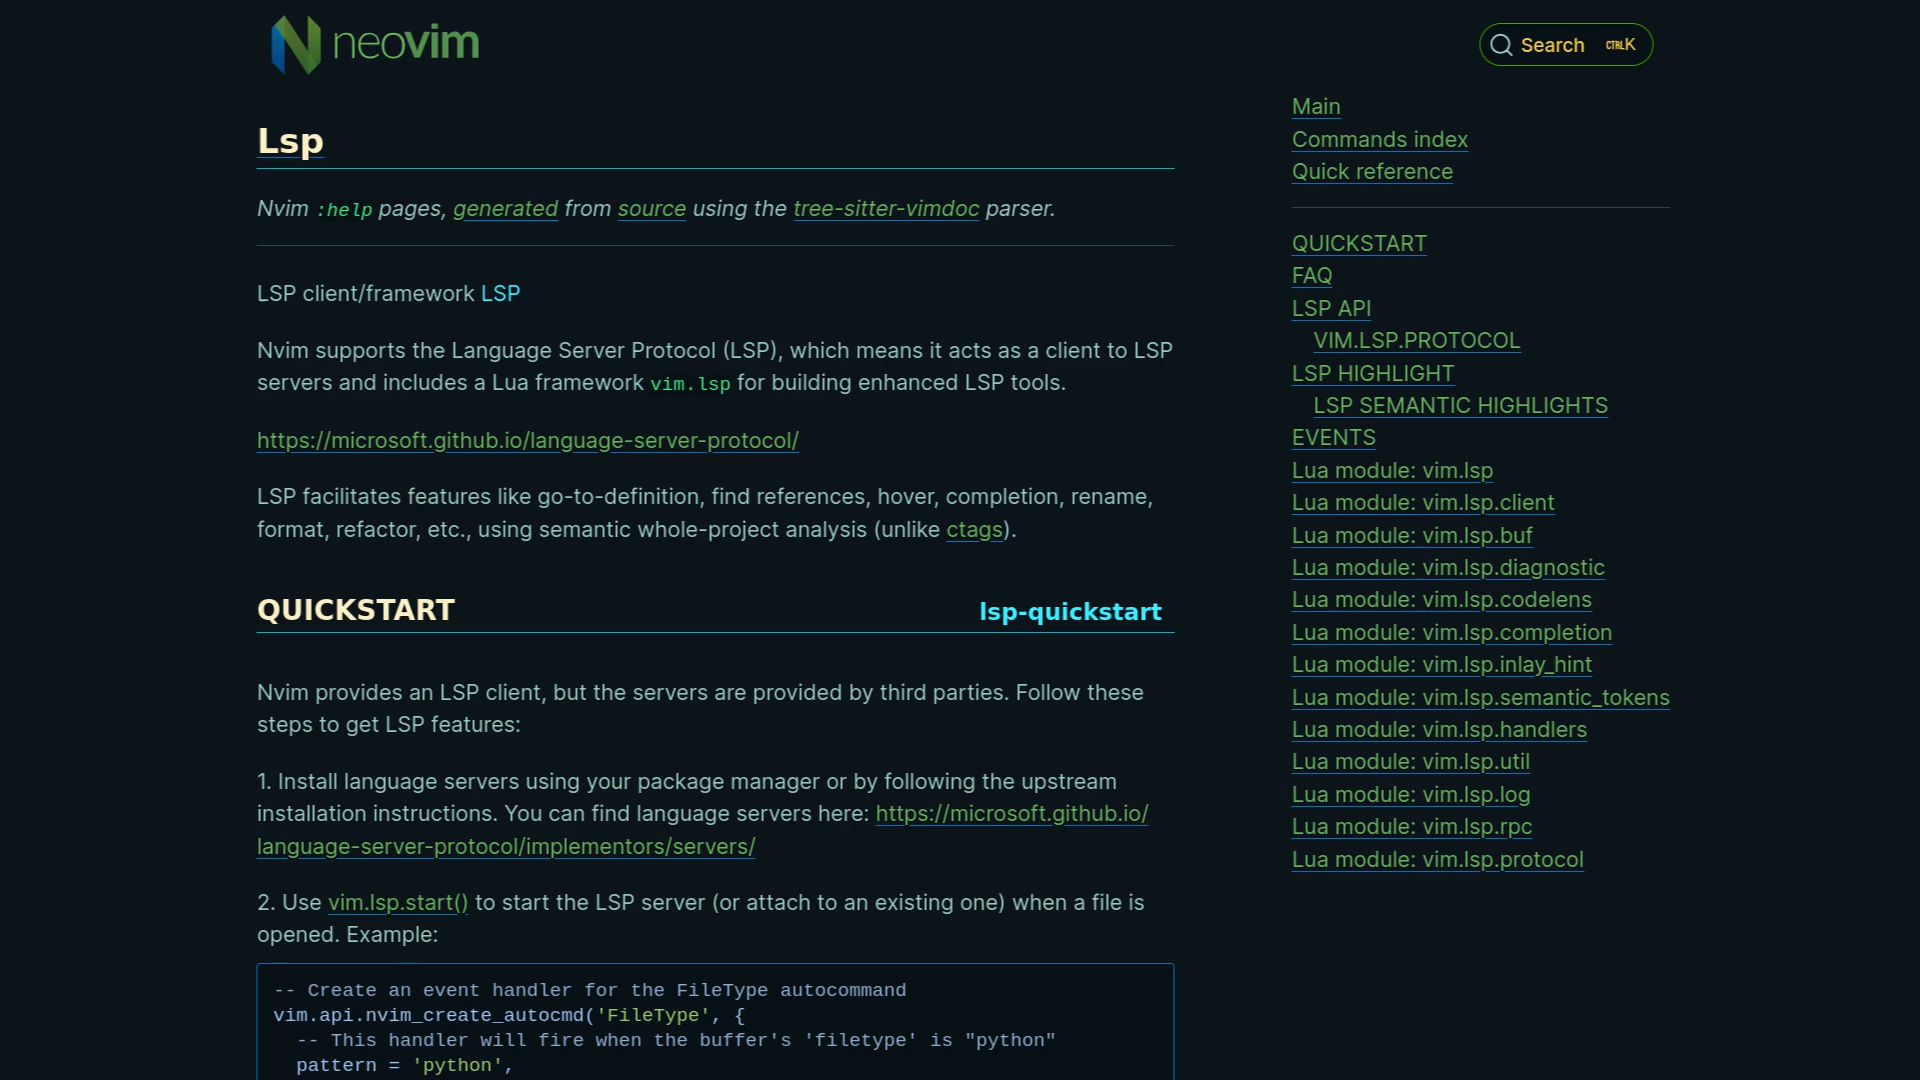 neovim
Search CTRL K
Lsp
Nvim :help pages, generated from source using the tree-sitter-vimdoc parser.
LSP client/framework LSP
Nvim supports the Language Server Protocol (LSP), which means it acts as a client to LSP
servers and includes a Lua framework vim.lsp for building enhanced LSP tools.
https://microsoft.github.io/language-server-protocol/
LSP facilitates features like go-to-definition, find references, hover, completion, rename,
format, refactor, etc., using semantic whole-project analysis (unlike ctags).
QUICKSTART lsp-quickstart
Nvim provides an LSP client, but the servers are provided by third parties. Follow these
steps to get LSP features:
1. Install language servers using your package manager or by following the upstream
installation instructions. You can find language servers here: https://microsoft.github.io/
language-server-protocol/implementors/servers/
2. Use vim.lsp.start() to start the LSP server (or attach to an existing one) when a file is
opened. Example:
-- Create an event handler for the FileType autocommand
vim.api.nvim_create_autocmd('FileType', {
-- This handler will fire when the buffer's 'filetype' is "python"
pattern = 'python',
Main
Commands index
Quick reference
QUICKSTART
FAQ
LSP API
VIM.LSP.PROTOCOL
LSP HIGHLIGHT
LSP SEMANTIC HIGHLIGHTS
EVENTS
Lua module: vim.lsp
Lua module: vim.lsp.client
Lua module: vim.lsp.buf
Lua module: vim.lsp.diagnostic
Lua module: vim.lsp.codelens
Lua module: vim.lsp.completion
Lua module: vim.lsp.inlay_hint
Lua module: vim.lsp.semantic_tokens
Lua module: vim.lsp.handlers
Lua module: vim.lsp.util
Lua module: vim.lsp.log
Lua module: vim.lsp.rpc
Lua module: vim.lsp.protocol